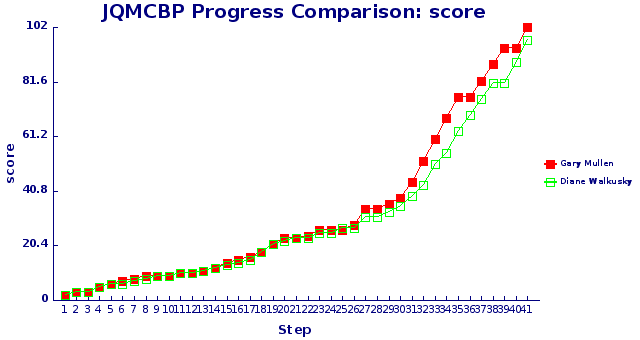 JQMCBP Progress Comparison: score
102
81.6
61.2
40.8
20.4
0
score
1 2 3 4 5 6 7 8 9 10 11 12 13 14 15 16 17 18 19 20 21 22 23 24 25 26 27 28 29 30 31 32 33 34 35 36 37 38 39 40 41
Step
Gary Mullen
Diane Walkusky